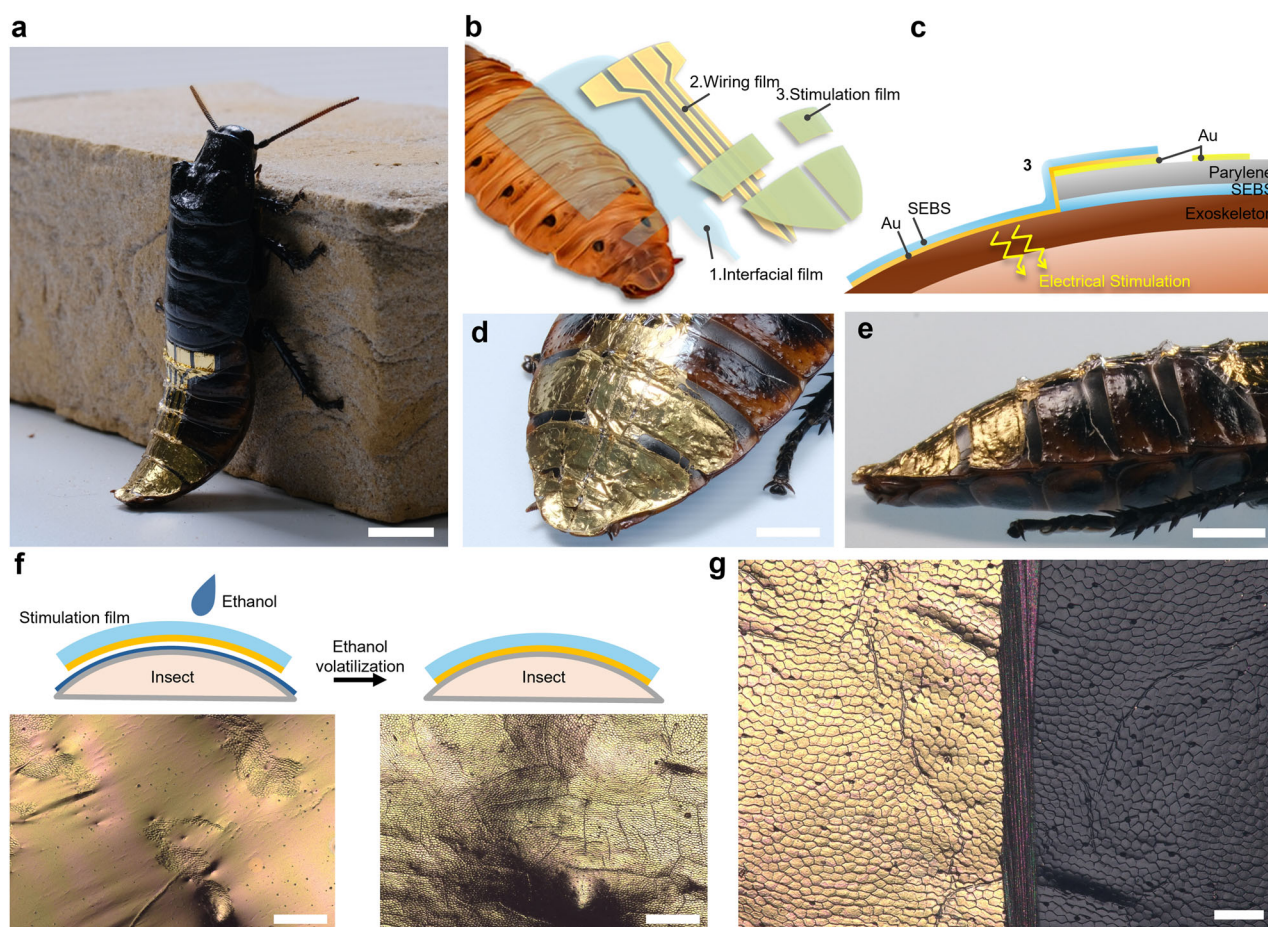 a
b
2.Wiring film
3.Stimulation film
1.Interfacial film
c
3
Au
Parylene
SEBS
Exoskeleton
SEBS
Au
Electrical Stimulation
d
e
f
Ethanol
Stimulation film
Insect
Ethanol
volatilization
Insect
g